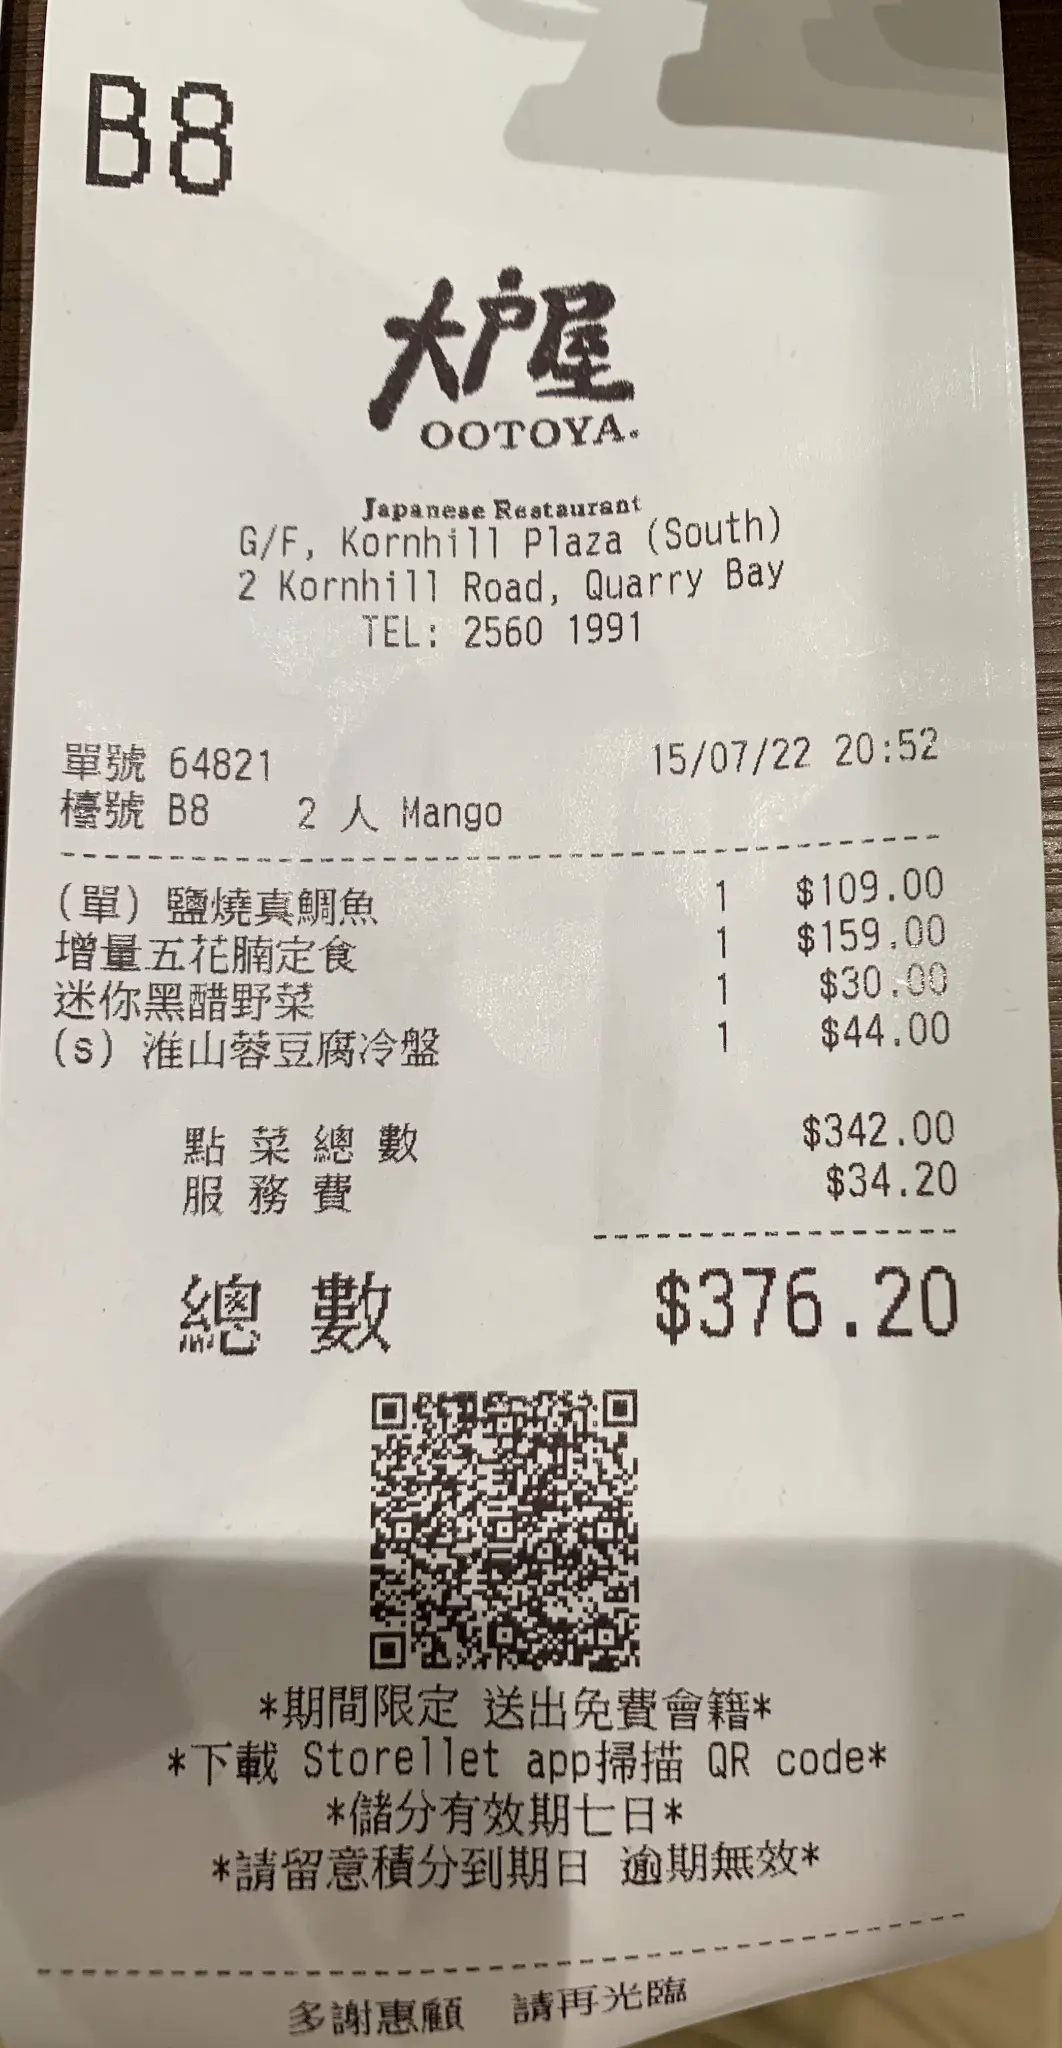 B8
大戸屋
OOTOYA.
Japanese Restaurant
G/F, Kornhill Plaza (South)
2 Kornhill Road, Quarry Bay
TEL: 2560 1991
單號 64821 15/07/22 20:52
檯號 B8 2 人 Mango
(單) 鹽燒真鯛魚 1 $109.00
增量五花腩定食 1 $159.00
迷你黑醋野菜 1 $30.00
(s) 淮山蓉豆腐冷盤 1 $44.00
點菜總數 $342.00
服務費 $34.20
總數 $376.20
*期間限定 送出免費會籍*
*下載 Storellet app掃描 QR code*
*儲分有效期七日*
*請留意積分到期日 逾期無效*
多謝惠顧 請再光臨